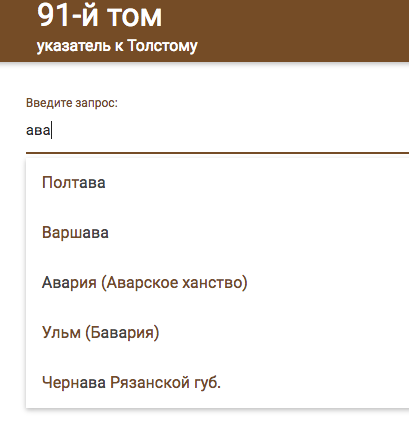 91-й том
указатель к Толстому
Введите запрос:
ава
Полтава
Варшава
Авария (Аварское ханство)
Ульм (Бавария)
Чернава Рязанской губ.